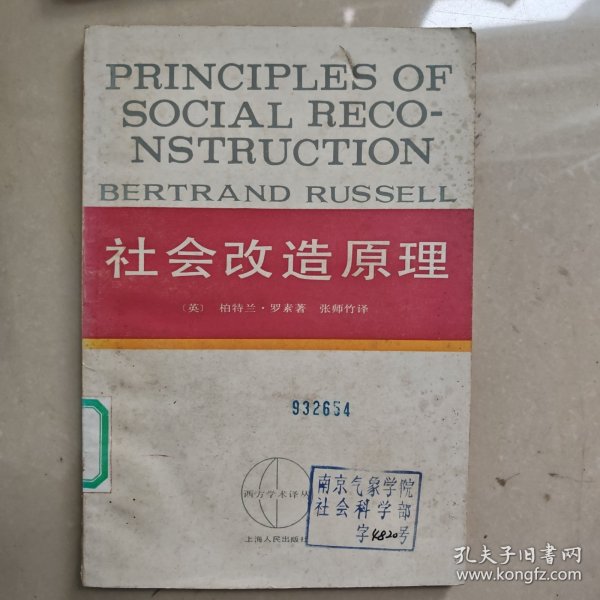 PRINCIPLES OF
SOCIAL RECO-
NSTRUCTION
BERTRAND RUSSELL
社会改造原理
〔英〕 柏特兰·罗素著 张师竹译
932654
西方学术译丛
上海人民出版社
南京气象学院
社会科学部
字4820号
孔夫子旧书网
www.kongfz.com